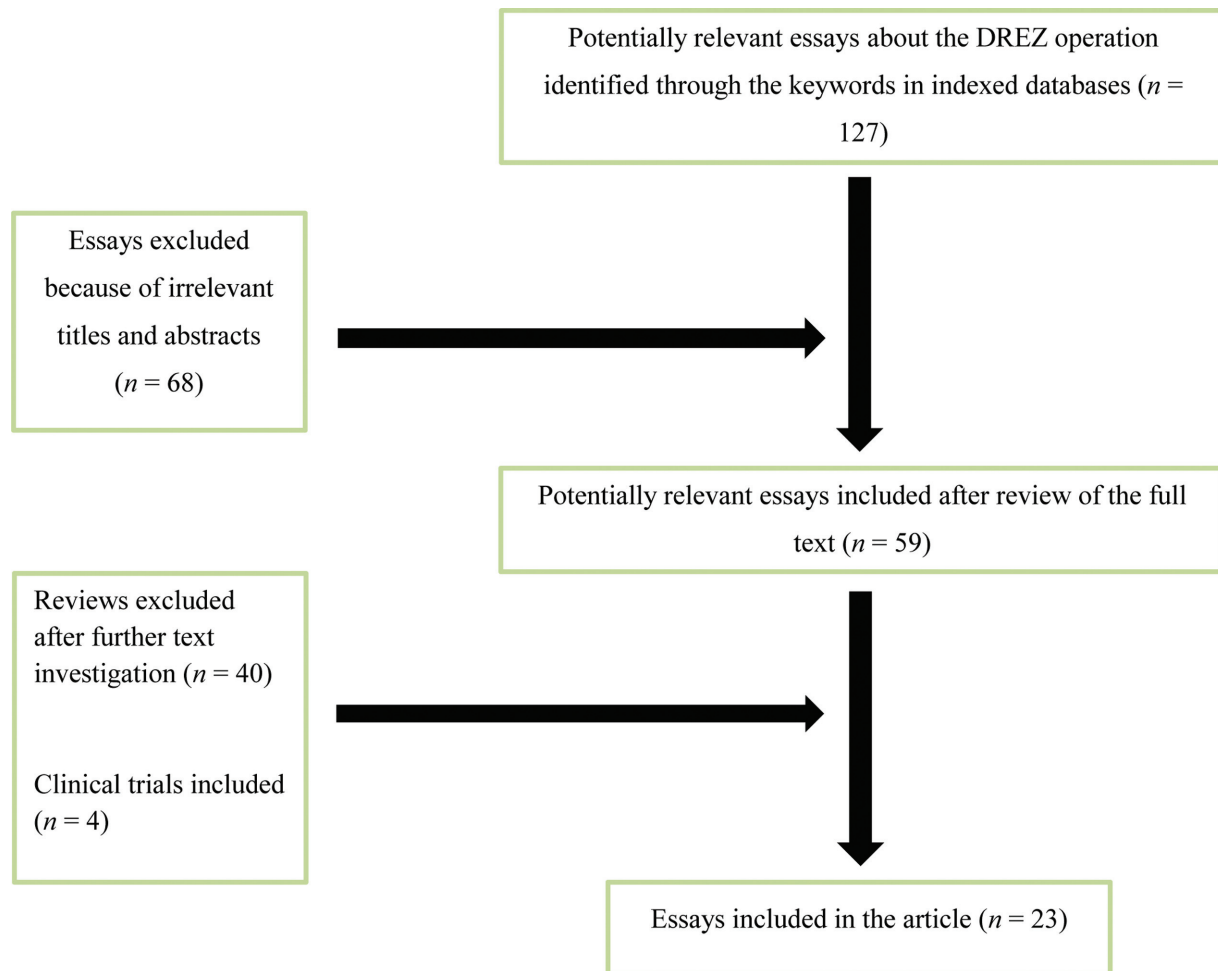 Potentially relevant essays about the DREZ operation
identified through the keywords in indexed databases (n =
127)
Essays excluded
because of irrelevant
titles and abstracts
(n = 68)
Potentially relevant essays included after review of the full
text (n = 59)
Reviews excluded
after further text
investigation (n = 40)
Clinical trials included
(n = 4)
Essays included in the article (n = 23)